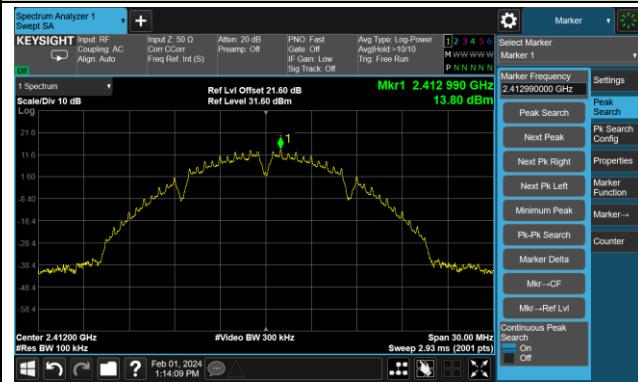 Spectrum Analyzer 1
Swept SA
Marker
KEYSIGHT
Input: RF
Coupling: AC
Align: Auto
Input Z: 50 Ω
Corr CCorr
Freq Ref: Int (S)
Atten: 20 dB
Preamp: Off
PNO: Fast
Gate: Off
IF Gain: Low
Sig Track: Off
Avg Type: Log-Power
Avg|Hold:>10/10
Trig: Free Run
1 2 3 4 5 6
M W W W W W
P N N N N N
LXI
Select Marker
Marker 1
1 Spectrum
Scale/Div 10 dB
Log
Ref Lvl Offset 21.60 dB
Ref Level 31.60 dBm
Mkr1 2.412 990 GHz
13.80 dBm
21.6
11.6
1.60
-8.40
-18.4
-28.4
-38.4
-48.4
-58.4
1
Center 2.41200 GHz
#Res BW 100 kHz
#Video BW 300 kHz
Span 30.00 MHz
Sweep 2.93 ms (2001 pts)
Marker Frequency
2.412990000 GHz
Peak Search
Next Peak
Next Pk Right
Next Pk Left
Minimum Peak
Pk-Pk Search
Marker Delta
Mkr→CF
Mkr→Ref Lvl
Continuous Peak
Search
On
Off
Settings
Peak
Search
Pk Search
Config
Properties
Marker
Function
Marker→
Counter
?
Feb 01, 2024
1:14:09 PM